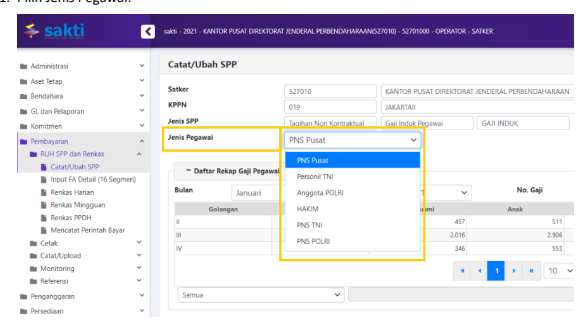 1. Pilih Jenis Pegawai.
sakti
sakti - 2021 - KANTOR PUSAT DIREKTORAT JENDERAL PERBENDAHARAAN(527010) - 52701000 - OPERATOR - SATKER
Administrasi
Aset Tetap
Bendahara
GL dan Pelaporan
Komitmen
Pembayaran
RUH SPP dan Renkas
Catat/Ubah SPP
Input FA Detail (16 Segmen)
Renkas Harian
Renkas Mingguan
Renkas PPDH
Mencatat Perintah Bayar
Cetak
Catat/Upload
Monitoring
Referensi
Penganggaran
Persediaan
Catat/Ubah SPP
Satker 527010 KANTOR PUSAT DIREKTORAT JENDERAL PERBENDAHARAAN
KPPN 019 JAKARTAII
Jenis SPP Tagihan Non Kontraktual Gaji Induk Pegawai GAJI INDUK
Jenis Pegawai PNS Pusat
PNS Pusat
Personil TNI
Anggota POLRI
HAKIM
PNS TNI
PNS POLRI
Daftar Rekap Gaji Pegawai
Bulan Januari 1 No. Gaji
Golongan Anak
II 457 511
III 2.016 2.906
IV 346 553
1 10
Semua